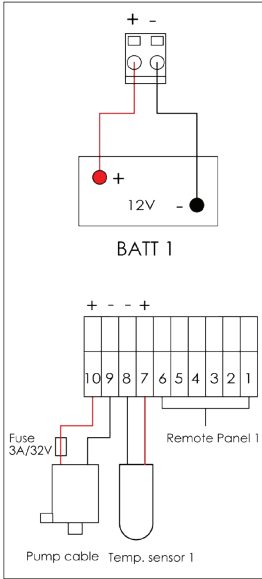 + -
+
12V -
BATT 1
+ - - +
10 9 8 7 6 5 4 3 2 1
Fuse
3A/32V
Remote Panel 1
Pump cable Temp. sensor 1